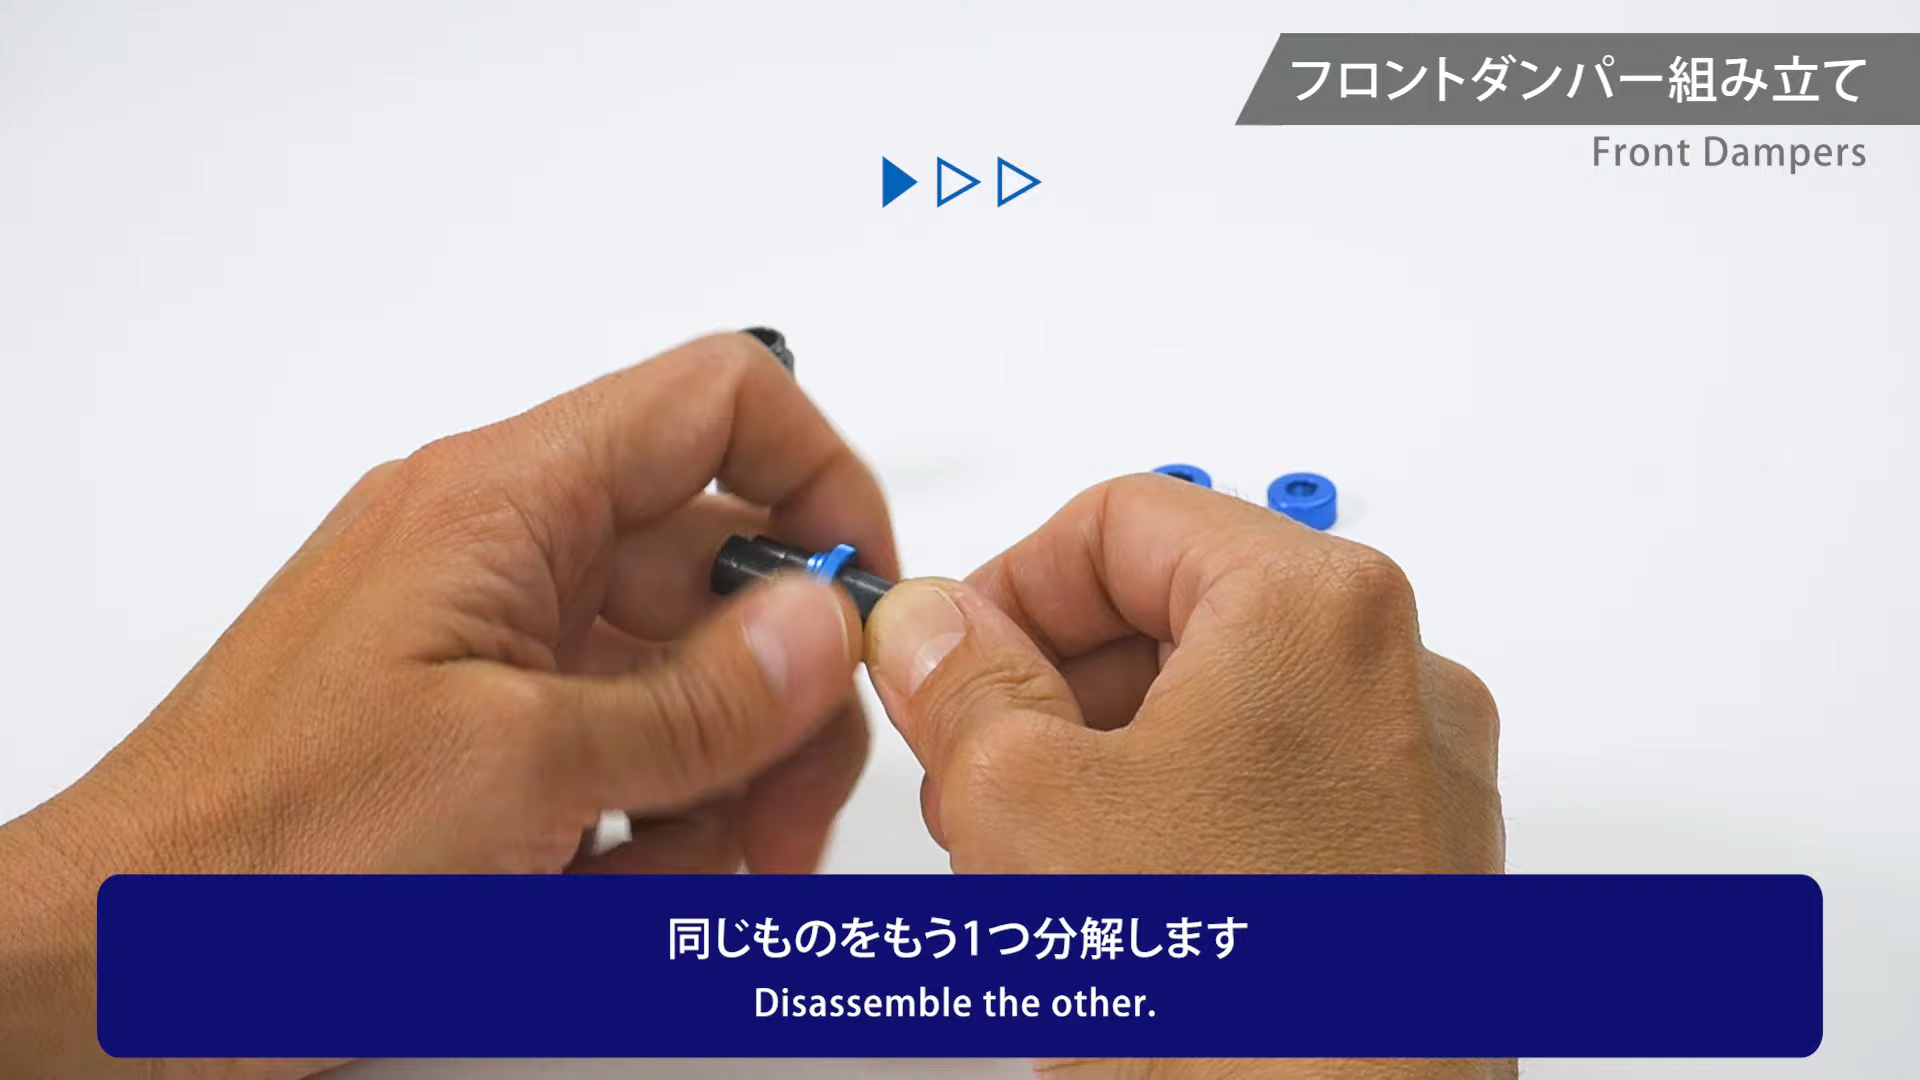 フロントダンパー組み立て
Front Dampers
同じものをもう1つ分解します
Disassemble the other.